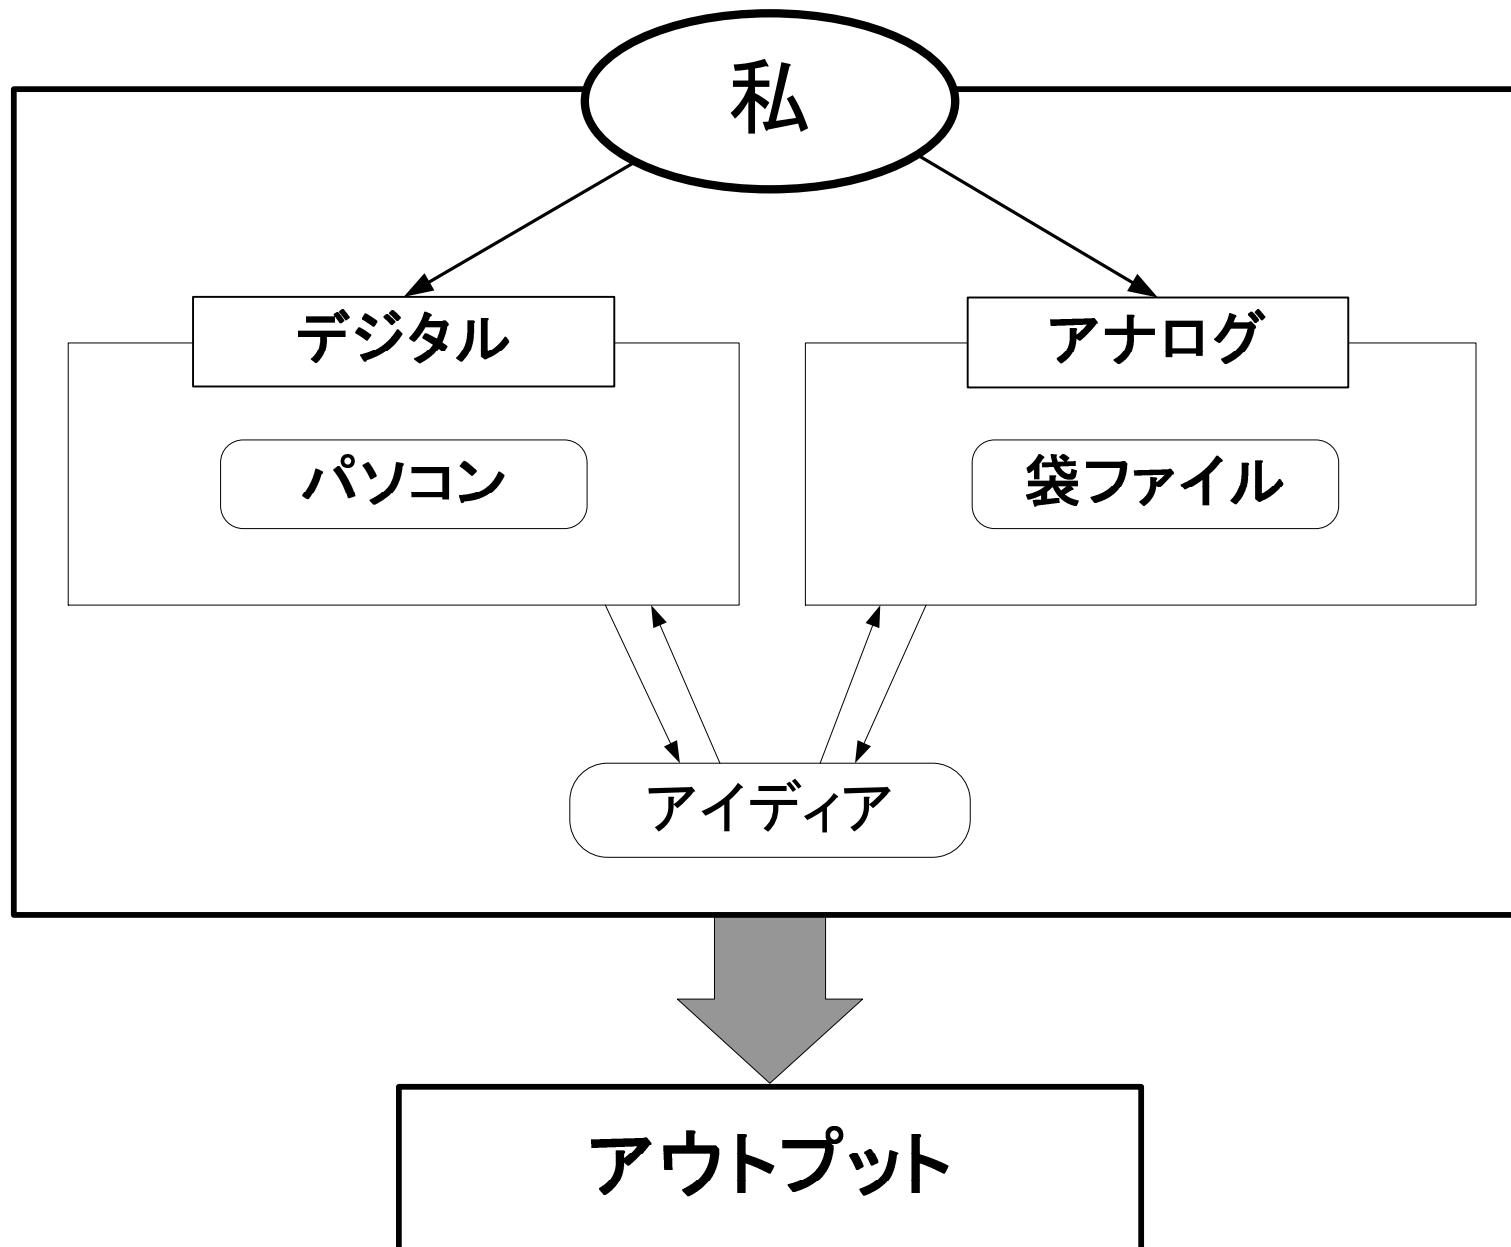 私
デジタル
アナログ
パソコン
袋ファイル
アイディア
アウトプット